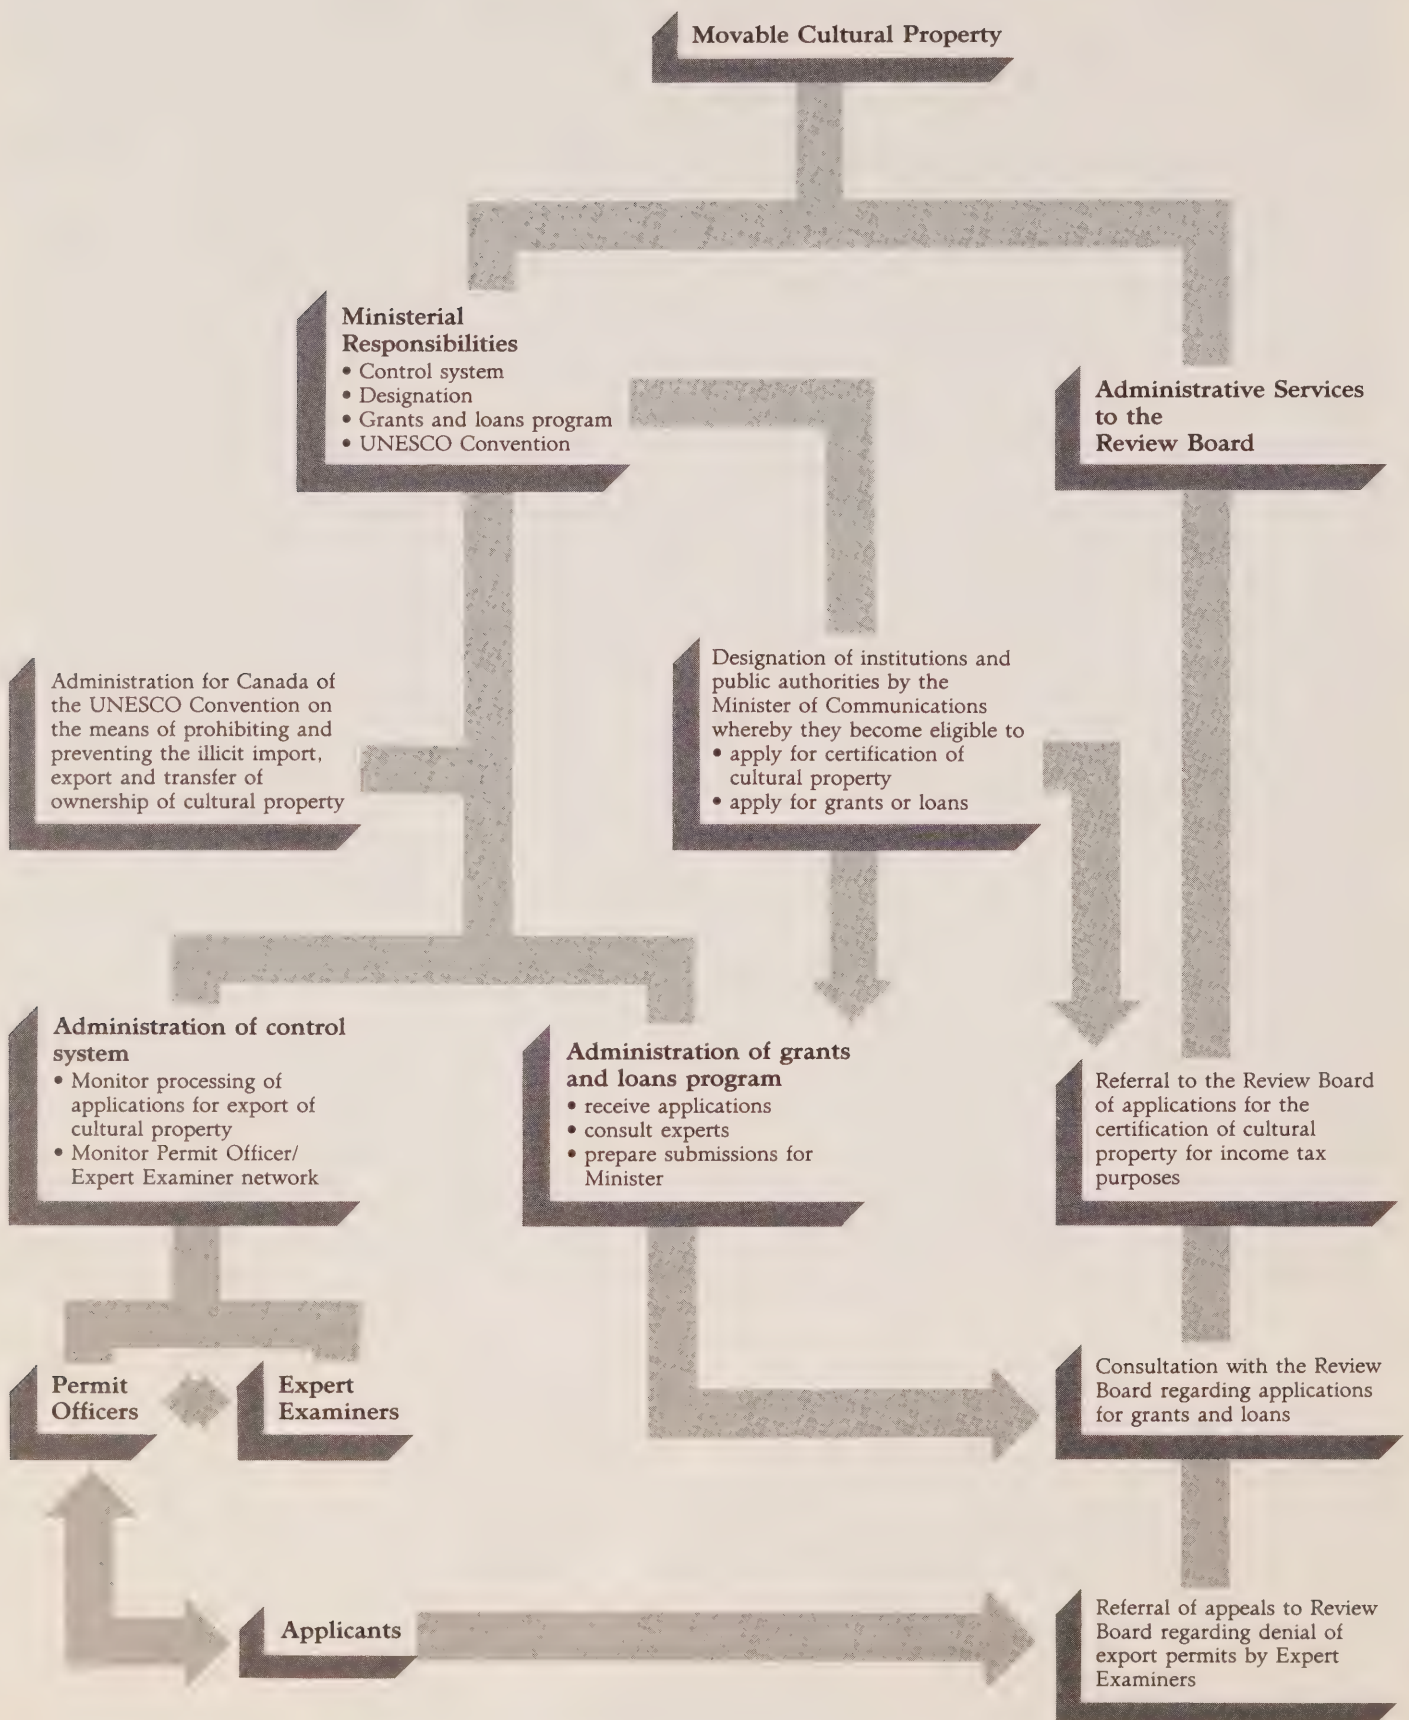 Movable Cultural Property
Ministerial
Responsibilities
• Control system
• Designation
• Grants and loans program
• UNESCO Convention
Administrative Services
to the
Review Board
Administration for Canada of
the UNESCO Convention on
the means of prohibiting and
preventing the illicit import,
export and transfer of
ownership of cultural property
Designation of institutions and
public authorities by the
Minister of Communications
whereby they become eligible to
• apply for certification of
cultural property
• apply for grants or loans
Administration of control
system
• Monitor processing of
applications for export of
cultural property
• Monitor Permit Officer/
Expert Examiner network
Administration of grants
and loans program
• receive applications
• consult experts
• prepare submissions for
Minister
Referral to the Review Board
of applications for the
certification of cultural
property for income tax
purposes
Permit
Officers
Expert
Examiners
Consultation with the Review
Board regarding applications
for grants and loans
Applicants
Referral of appeals to Review
Board regarding denial of
export permits by Expert
Examiners